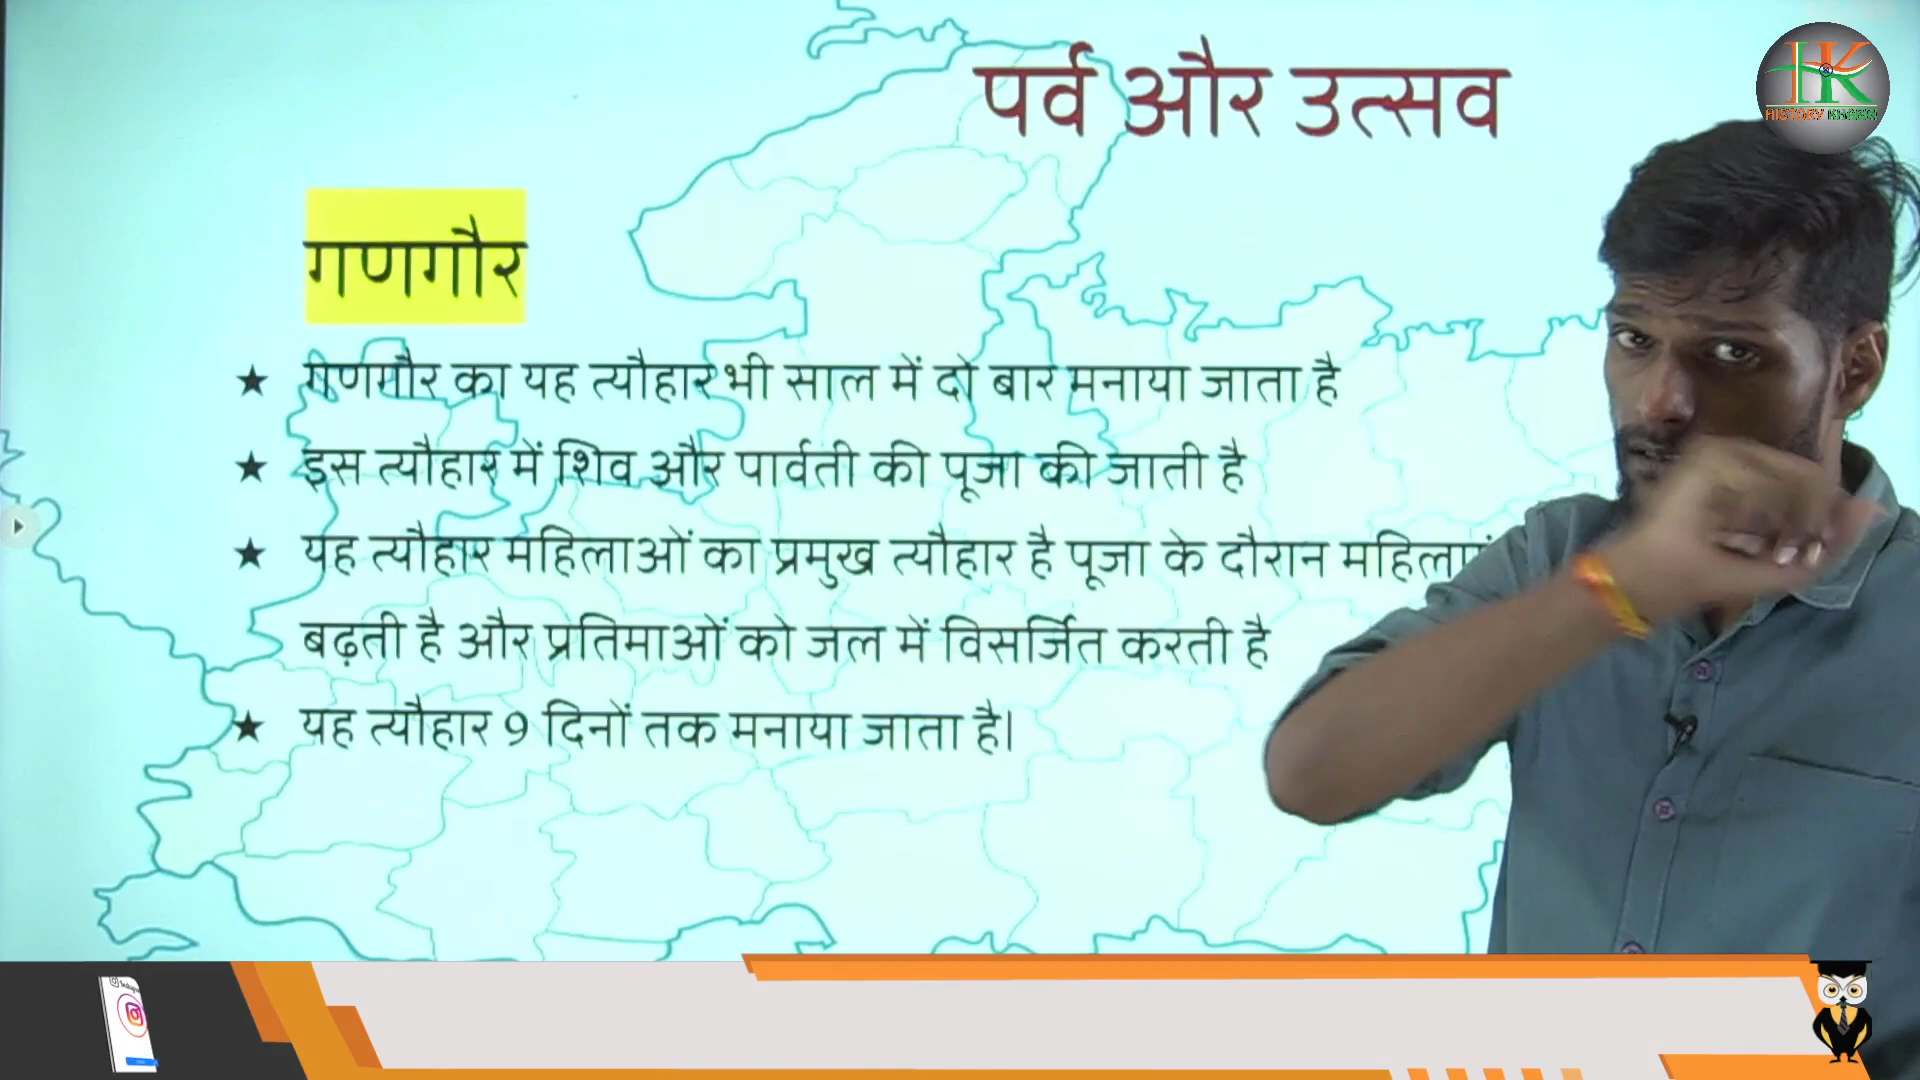 पर्व और उत्सव
HISTORY
गणगौर
★ गणगौर का यह त्यौहार भी साल में दो बार मनाया जाता है
★ इस त्यौहार में शिव और पार्वती की पूजा की जाती है
★ यह त्यौहार महिलाओं का प्रमुख त्यौहार है पूजा के दौरान
बढ़ती है और प्रतिमाओं को जल में विसर्जित करती है
★ यह त्यौहार 9 दिनों तक मनाया जाता है।